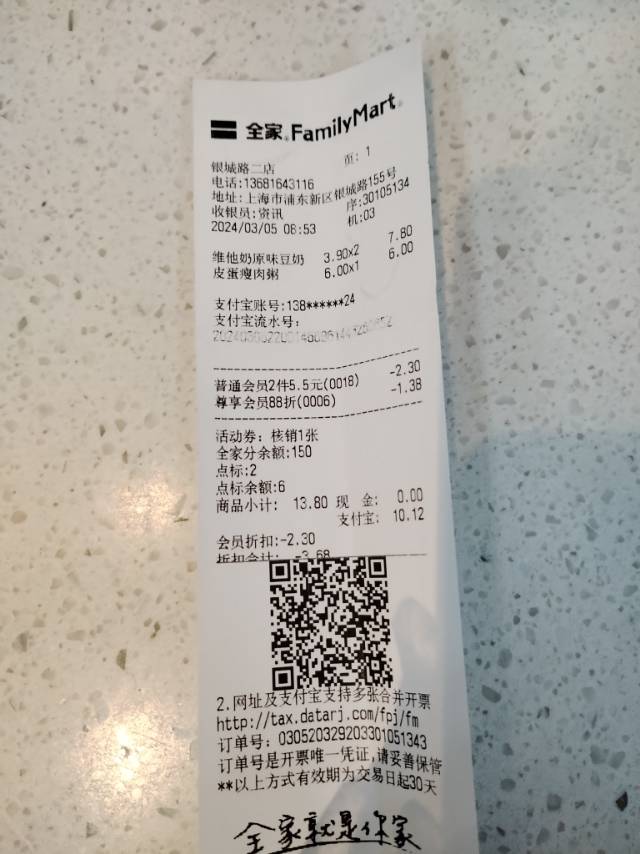 全家 FamilyMart
页: 1
银城路二店
电话:13681643116
地址:上海市浦东新区银城路155号
收银员:资讯 序:30105134
2024/03/05 08:53 机:03
维他奶原味豆奶 3.90x2 7.80
皮蛋瘦肉粥 6.00x1 6.00
支付宝账号:138******24
支付宝流水号:
普通会员2件5.5元(0018) -2.30
尊享会员88折(0006) -1.38
活动券: 核销1张
全家分余额:150
点标:2
点标余额:6
商品小计: 13.80 现 金: 0.00
支付宝: 10.12
会员折扣:-2.30
折扣合计: -3.68
2.网址及支付宝支持多张合并开票
http://tax.datarj.com/fpj/fm
订单号: 030520329203301051343
订单号是开票唯一凭证,请妥善保管
**以上方式有效期为交易日起30天
全家就是你家